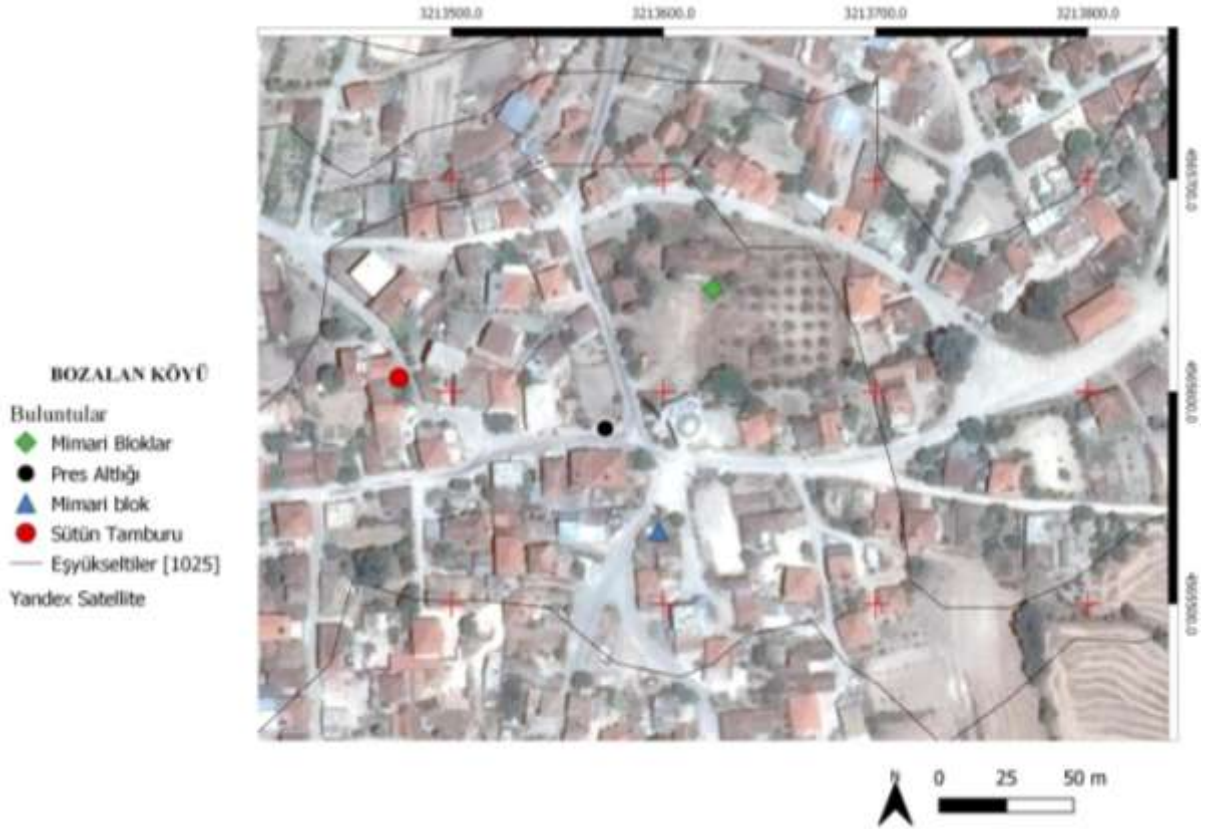 3213500.0 3213600.0 3213700.0 3213800.0
BOZALAN KÖYÜ
Buluntular
Mimari Bloklar
Pres Altlığı
Mimari blok
Sütün Tamburu
Eşyükseltiler [1025]
Yandex Satellite
N 0 25 50 m